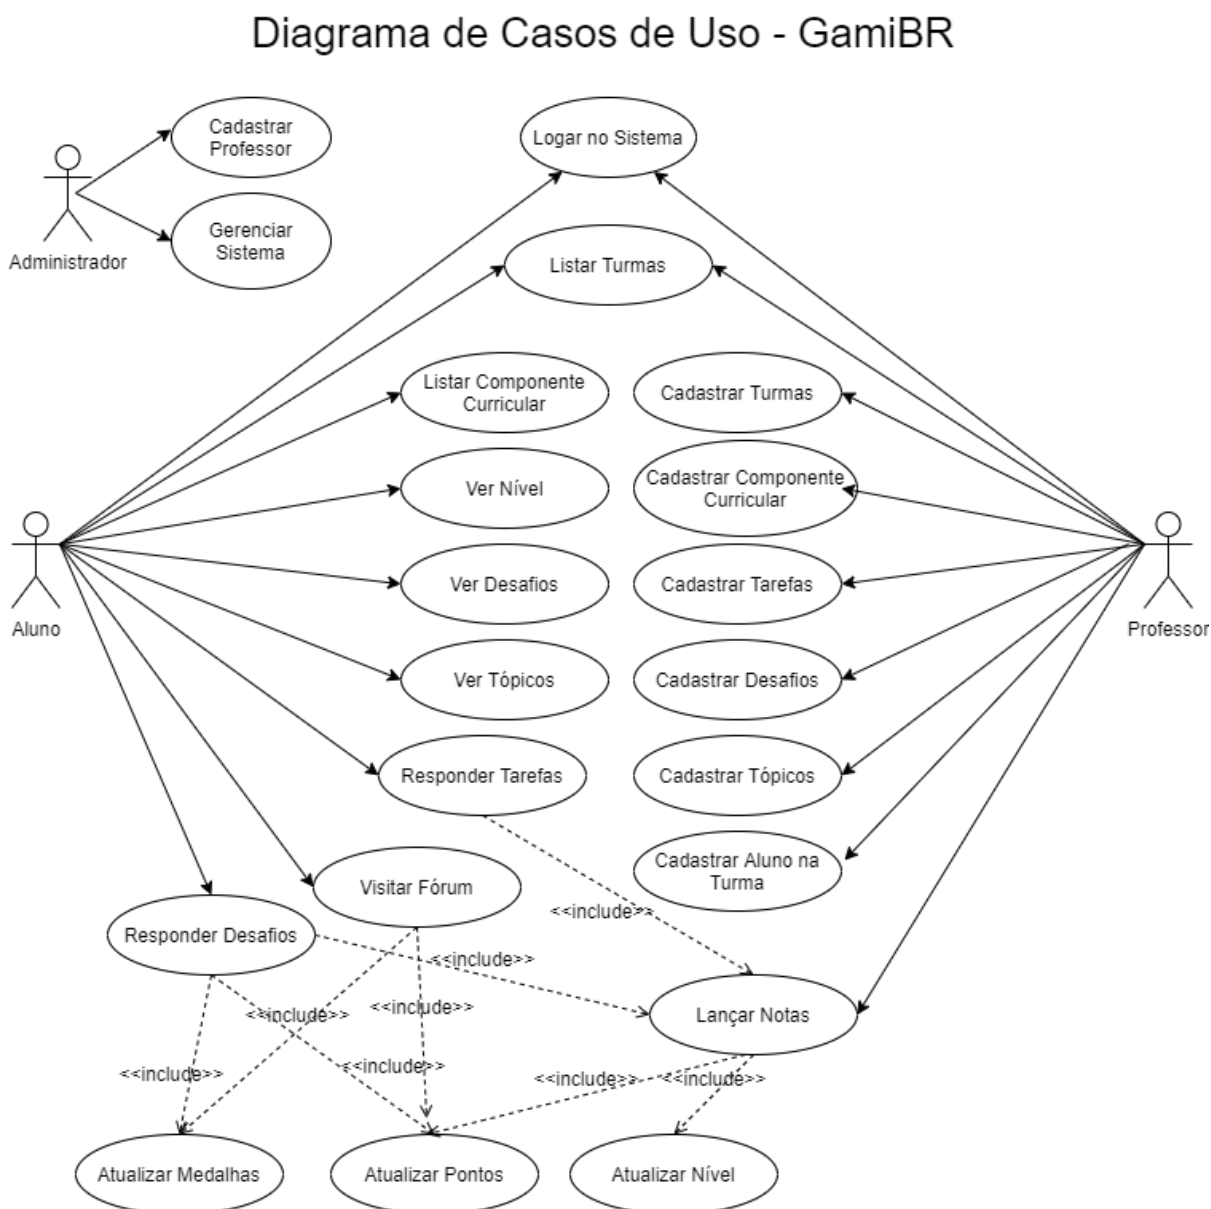 Diagrama de Casos de Uso - GamiBR
Cadastrar
Professor
Logar no Sistema
Gerenciar
Sistema
Administrador
Listar Turmas
Listar Componente
Curricular
Cadastrar Turmas
Ver Nível
Cadastrar Componente
Curricular
Ver Desafios
Cadastrar Tarefas
Aluno
Professor
Ver Tópicos
Cadastrar Desafios
Responder Tarefas
Cadastrar Tópicos
Visitar Fórum
Cadastrar Aluno na
Turma
<<include>>
Responder Desafios
<<include>>
<<include>>
<<include>>
Lançar Notas
<<include>>
<<include>>
<<include>>
<<include>>
Atualizar Medalhas
Atualizar Pontos
Atualizar Nível